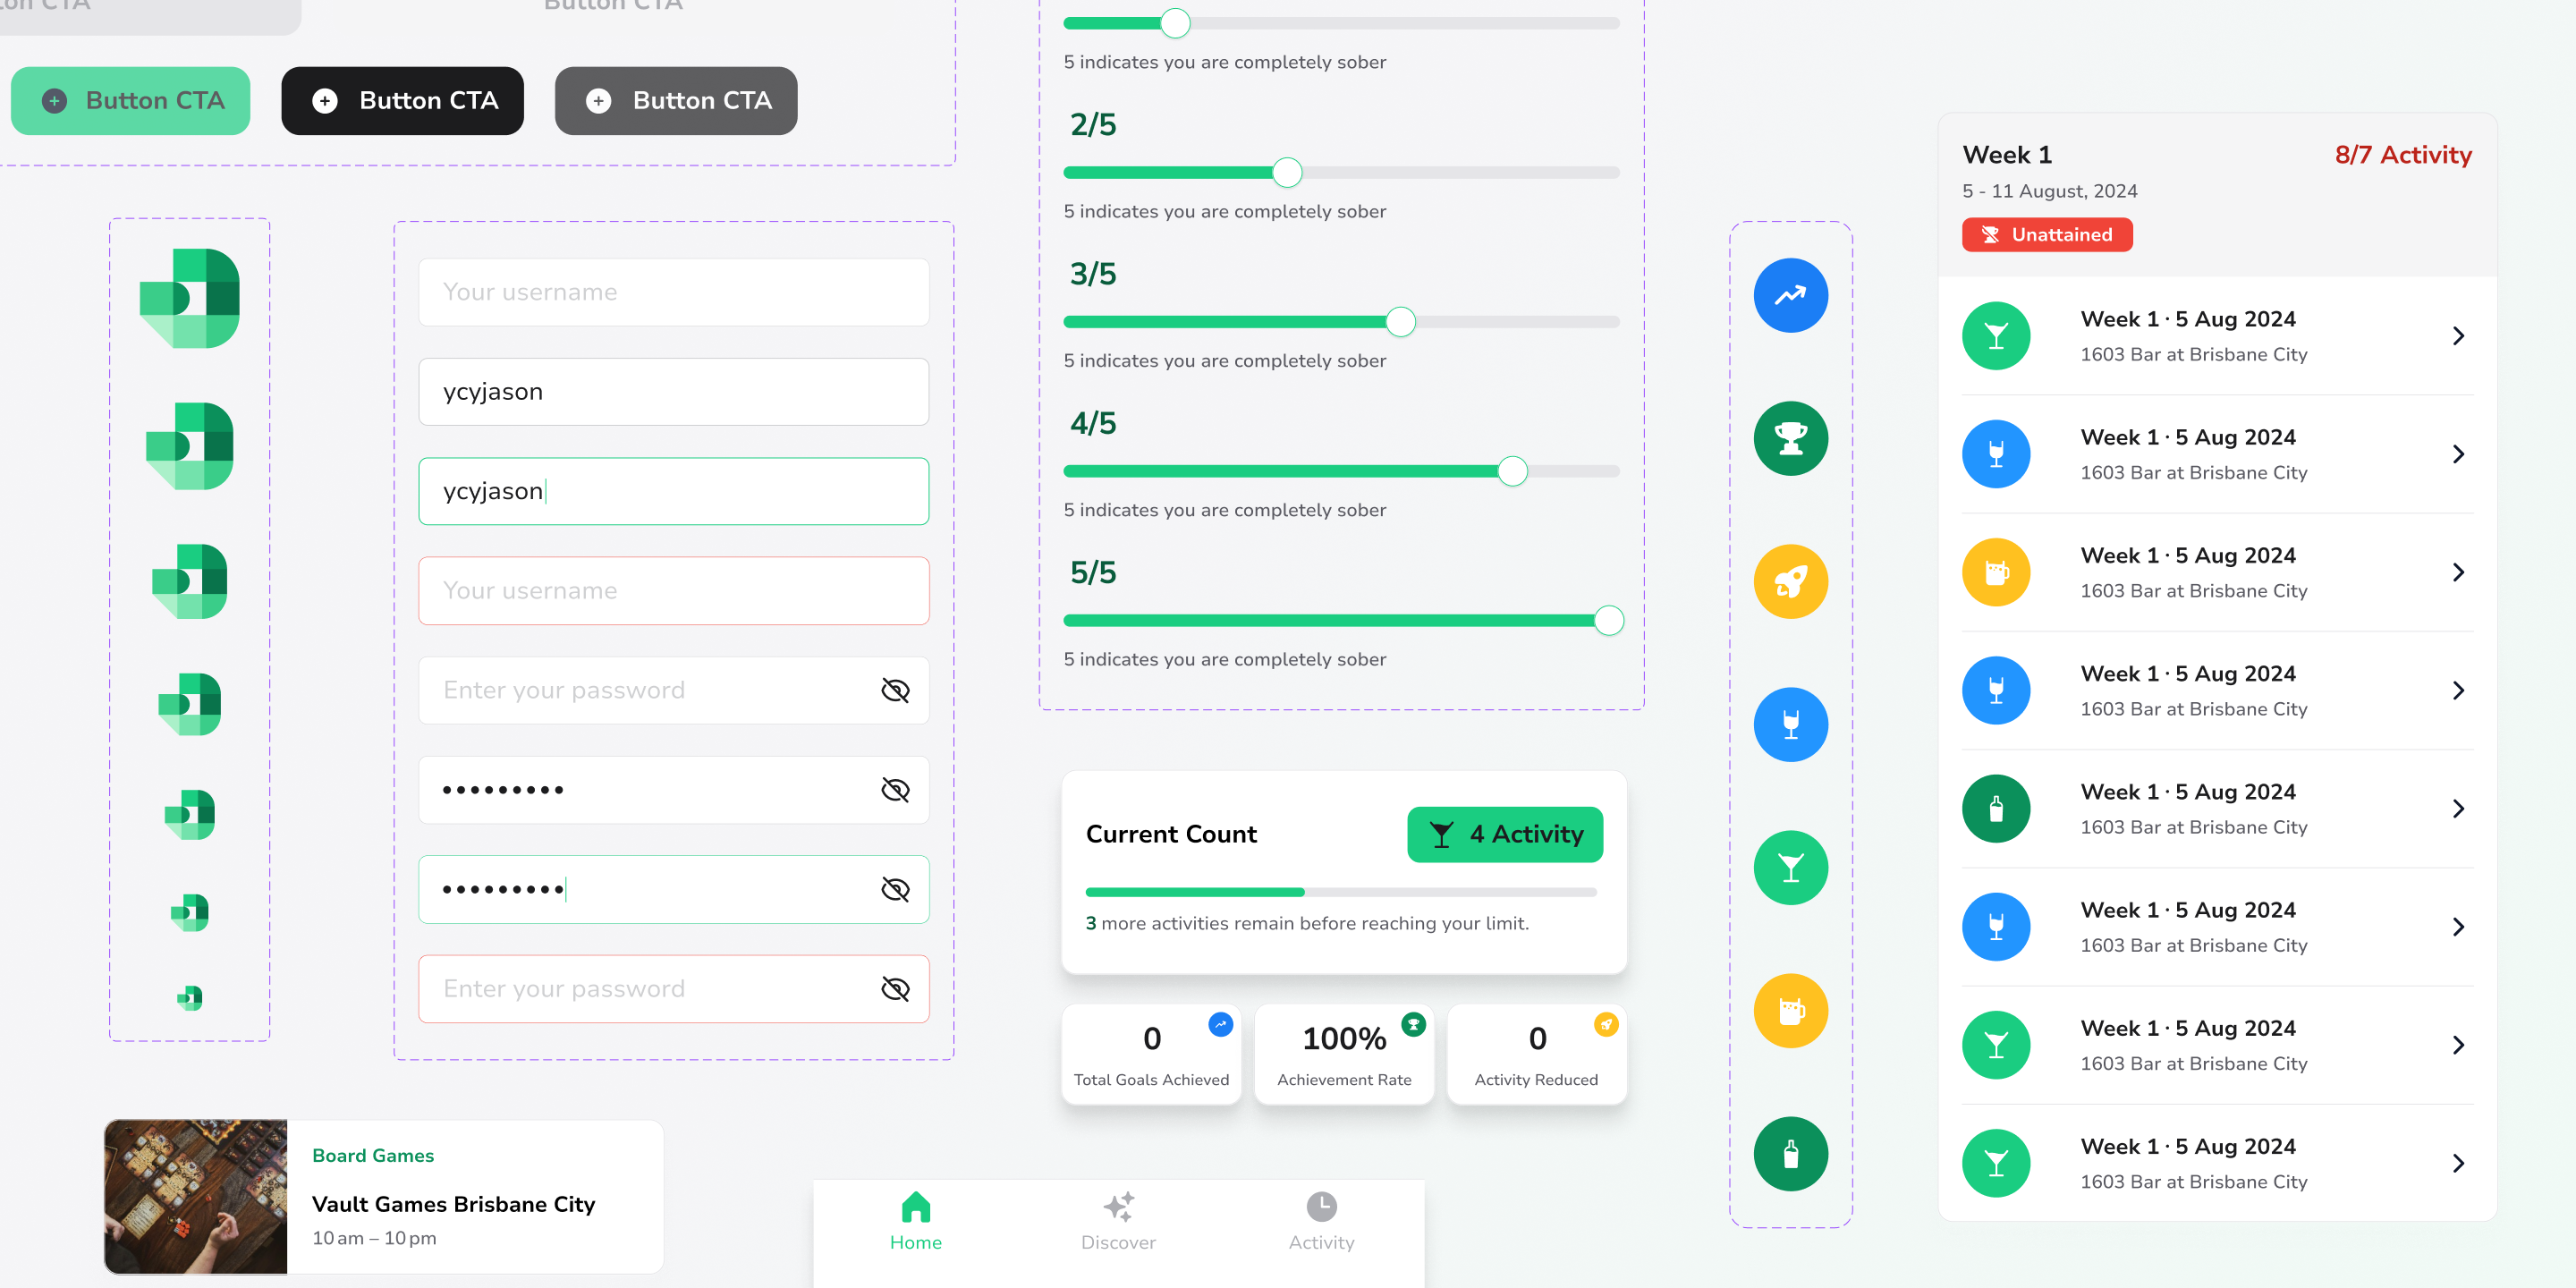 Button CTA
Button CTA
Button CTA
Button CTA
Your username
ycyjason
ycyjason
Your username
Enter your password
•••••••••
•••••••••
Enter your password
Board Games
Vault Games Brisbane City
10 am – 10 pm
5 indicates you are completely sober
2/5
5 indicates you are completely sober
3/5
5 indicates you are completely sober
4/5
5 indicates you are completely sober
5/5
5 indicates you are completely sober
Current Count
4 Activity
3 more activities remain before reaching your limit.
0
Total Goals Achieved
100%
Achievement Rate
0
Activity Reduced
Home
Discover
Activity
Week 1
8/7 Activity
5 - 11 August, 2024
Unattained
Week 1 · 5 Aug 2024
1603 Bar at Brisbane City
Week 1 · 5 Aug 2024
1603 Bar at Brisbane City
Week 1 · 5 Aug 2024
1603 Bar at Brisbane City
Week 1 · 5 Aug 2024
1603 Bar at Brisbane City
Week 1 · 5 Aug 2024
1603 Bar at Brisbane City
Week 1 · 5 Aug 2024
1603 Bar at Brisbane City
Week 1 · 5 Aug 2024
1603 Bar at Brisbane City
Week 1 · 5 Aug 2024
1603 Bar at Brisbane City